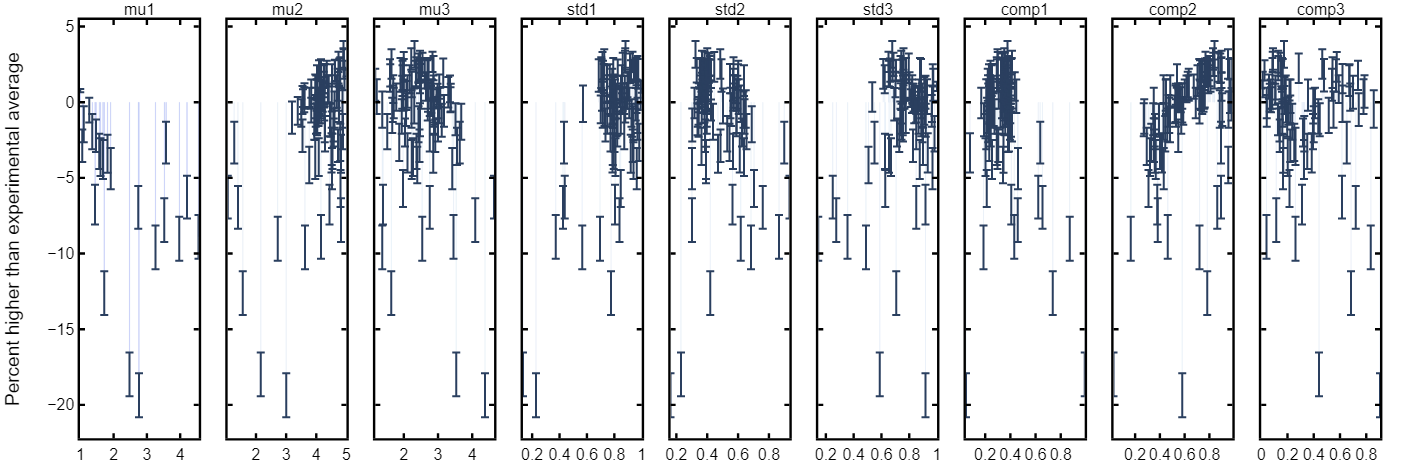 mu1 mu2 mu3 std1 std2 std3 comp1 comp2 comp3
Percent higher than experimental average
5
0
−5
−10
−15
−20
1 2 3 4 2 3 4 5 2 3 0.2 0.4 0.6 0.8 1 0.2 0.4 0.6 0.8 0.2 0.4 0.6 0.8 1 0.2 0.4 0.6 0.8 0.2 0.4 0.6 0.8 0 0.2 0.4 0.6 0.8